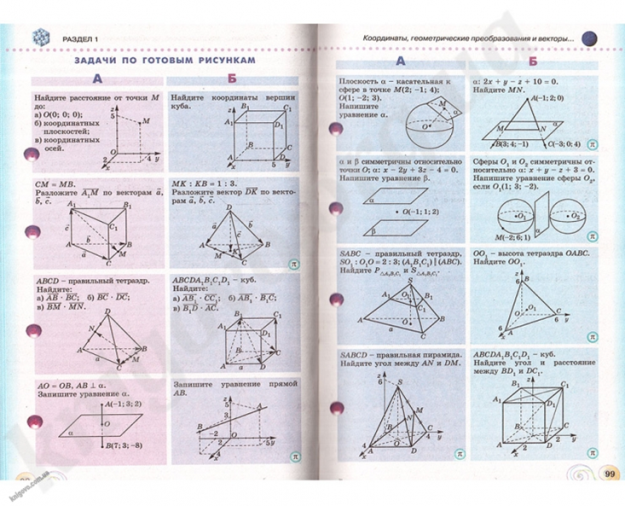 РАЗДЕЛ 1
ЗАДАЧИ ПО ГОТОВЫМ РИСУНКАМ
А
Б
Найдите расстояние от точки M
до:
а) O(0; 0; 0);
б) координатных
плоскостей;
в) координатных
осей.
Найдите координаты вершин
куба.
CM = MB.
Разложите A₁M по векторам a,
b, c.
MK : KB = 1 : 3.
Разложите вектор DK по векто-
рам a, b, c.
ABCD – правильный тетраэдр.
Найдите:
а) AB · BC; б) BC · DC;
в) BM · MN.
ABCDA₁B₁C₁D₁ – куб.
Найдите:
а) AB₁ · CC₁; б) AB₁ · B₁C;
в) B₁D · AC.
AO = OB, AB ⊥ α.
Запишите уравнение α.
A(−1; 3; 2)
O
α
B(7; 3; −5)
Запишите уравнение прямой
AB.
Координаты, геометрические преобразования и векторы...
А
Б
Плоскость α – касательная к
сфере в точке M(2; −1; 4);
O(1; −2; 3).
Напишите
уравнение α.
α: 2x + y − z + 10 = 0.
Найдите MN.
A(−1; 2; 0)
M
N
B(3; 4; −1)
C(−3; 0; 4)
α и β симметричны относительно
точки O; α: x − 2y + 3z − 4 = 0.
Напишите уравнение β.
α
O(−1; 1; 2)
β
Сферы O₁ и O₂ симметричны от-
носительно α: x + y − z + 3 = 0.
Напишите уравнение сферы O₂,
если O₁(1; 3; −2).
M(−2; 6; 1)
SABC – правильный тетраэдр,
SO₁ : O₁O = 2 : 3; (A₁B₁C₁) ∥ (ABC).
Найдите
OO₁ – высота тетраэдра OABC.
Найдите OO₁.
SABCD – правильная пирамида.
Найдите угол между AN и DM.
ABCDA₁B₁C₁D₁ – куб.
Найдите угол и расстояние
между BD₁ и DC₁.
99